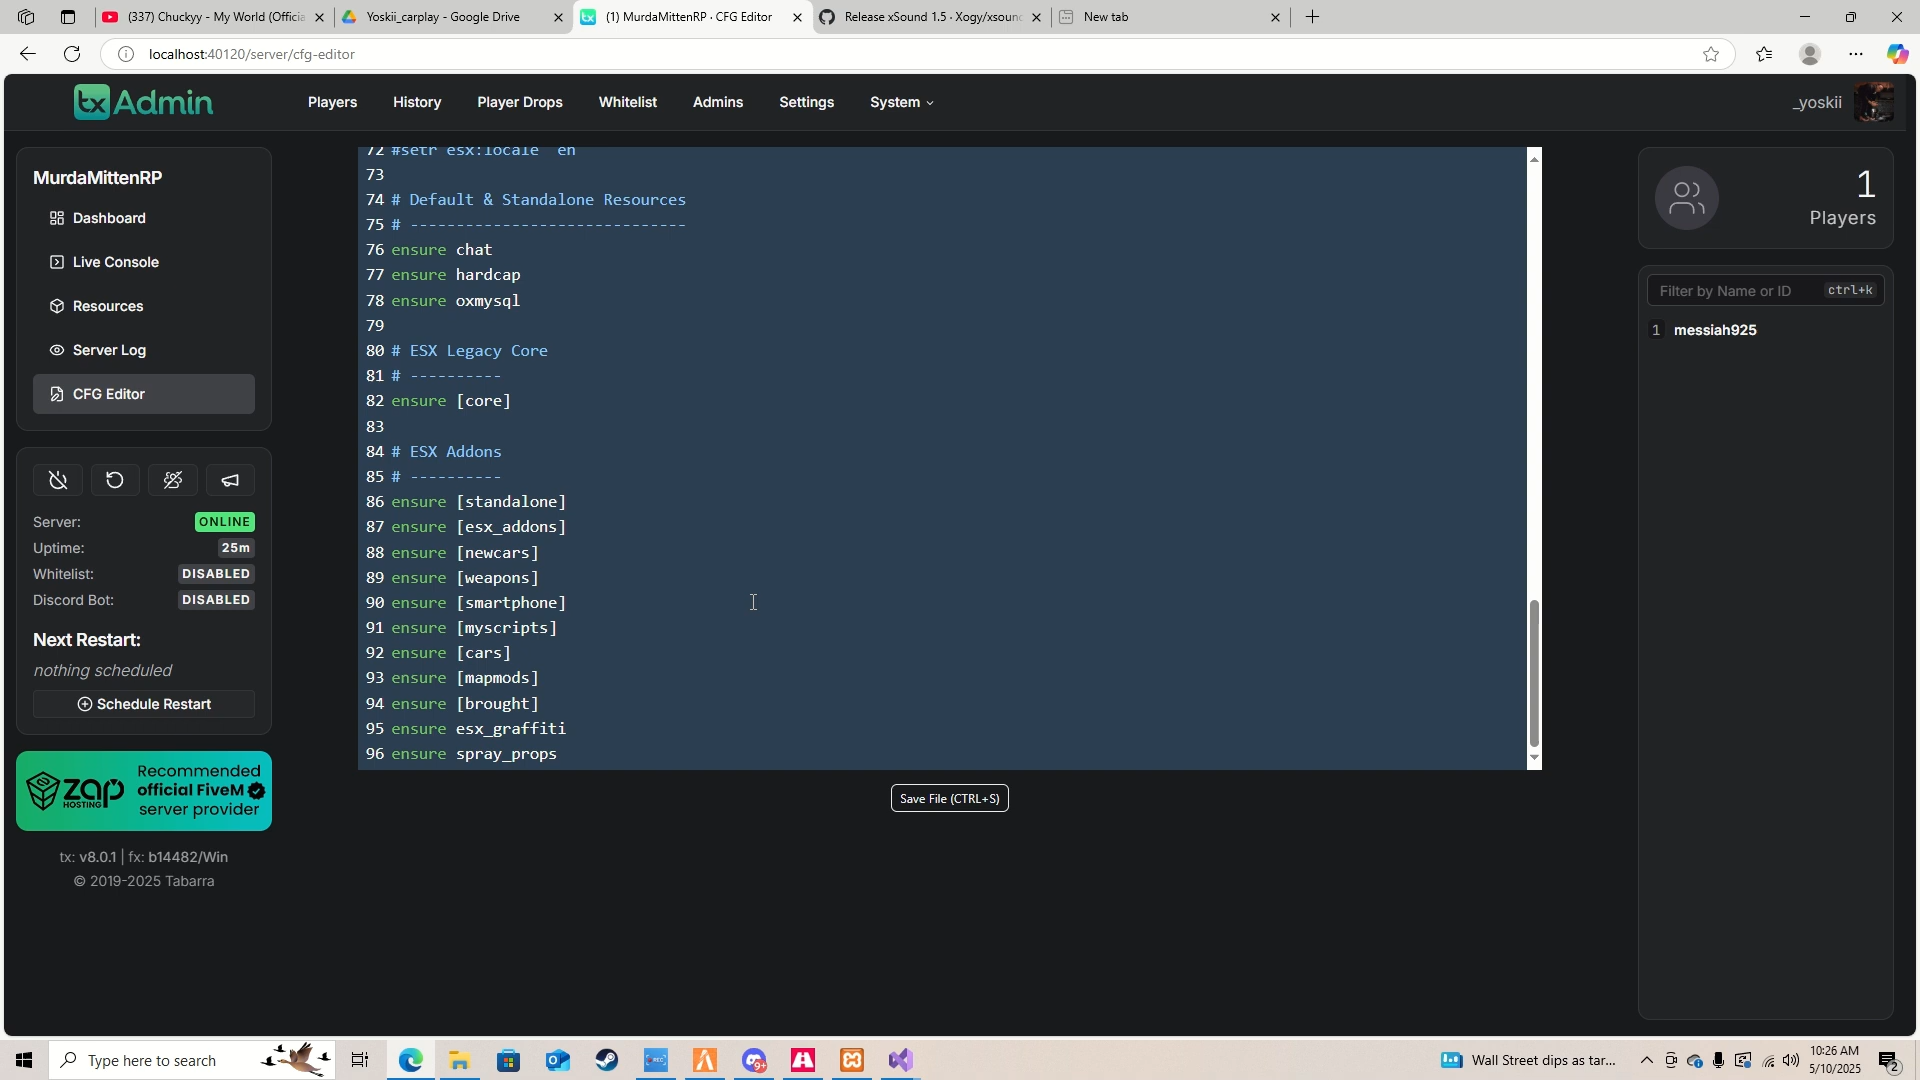 (337) Chuckyy - My World (Officia
Yoskii_carplay - Google Drive
(1) MurdaMittenRP · CFG Editor
Release xSound 1.5 · Xogy/xsoun
New tab
localhost:40120/server/cfg-editor
tx Admin
Players
History
Player Drops
Whitelist
Admins
Settings
System
_yoskii
MurdaMittenRP
Dashboard
Live Console
Resources
Server Log
CFG Editor
Server: ONLINE
Uptime: 25m
Whitelist: DISABLED
Discord Bot: DISABLED
Next Restart:
nothing scheduled
Schedule Restart
ZAP HOSTING
Recommended
official FiveM
server provider
tx: v8.0.1 | fx: b14482/Win
© 2019-2025 Tabarra
72 #setr esx:locale en
73
74 # Default & Standalone Resources
75 # ------------------------------
76 ensure chat
77 ensure hardcap
78 ensure oxmysql
79
80 # ESX Legacy Core
81 # ----------
82 ensure [core]
83
84 # ESX Addons
85 # ----------
86 ensure [standalone]
87 ensure [esx_addons]
88 ensure [newcars]
89 ensure [weapons]
90 ensure [smartphone]
91 ensure [myscripts]
92 ensure [cars]
93 ensure [mapmods]
94 ensure [brought]
95 ensure esx_graffiti
96 ensure spray_props
Save File (CTRL+S)
1
Players
Filter by Name or ID ctrl+k
1 messiah925
Type here to search
REC
9+
Wall Street dips as tar...
10:26 AM
5/10/2025
2